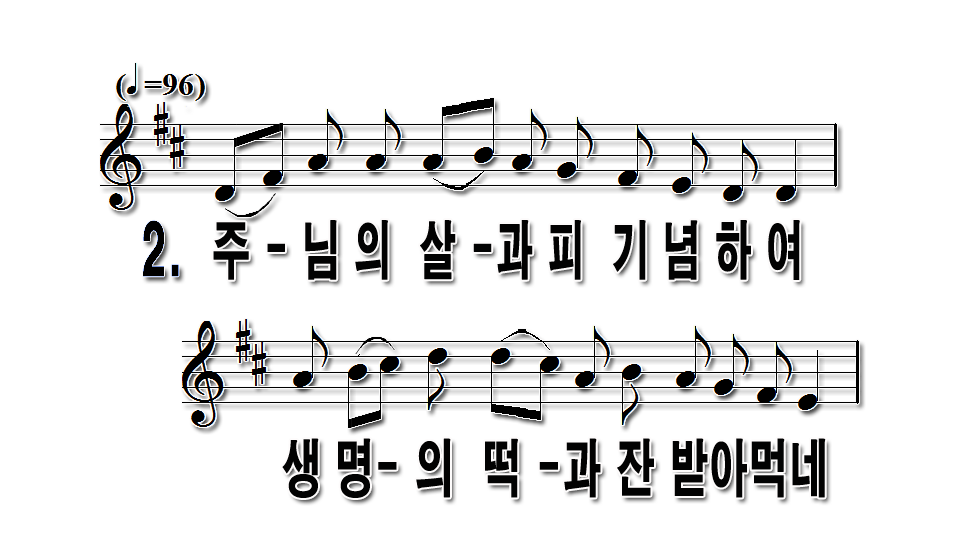 (♩=96)
2. 주 - 님 의 살 -과 피 기 념 하 여
생 명- 의 떡 -과 잔 받아먹네